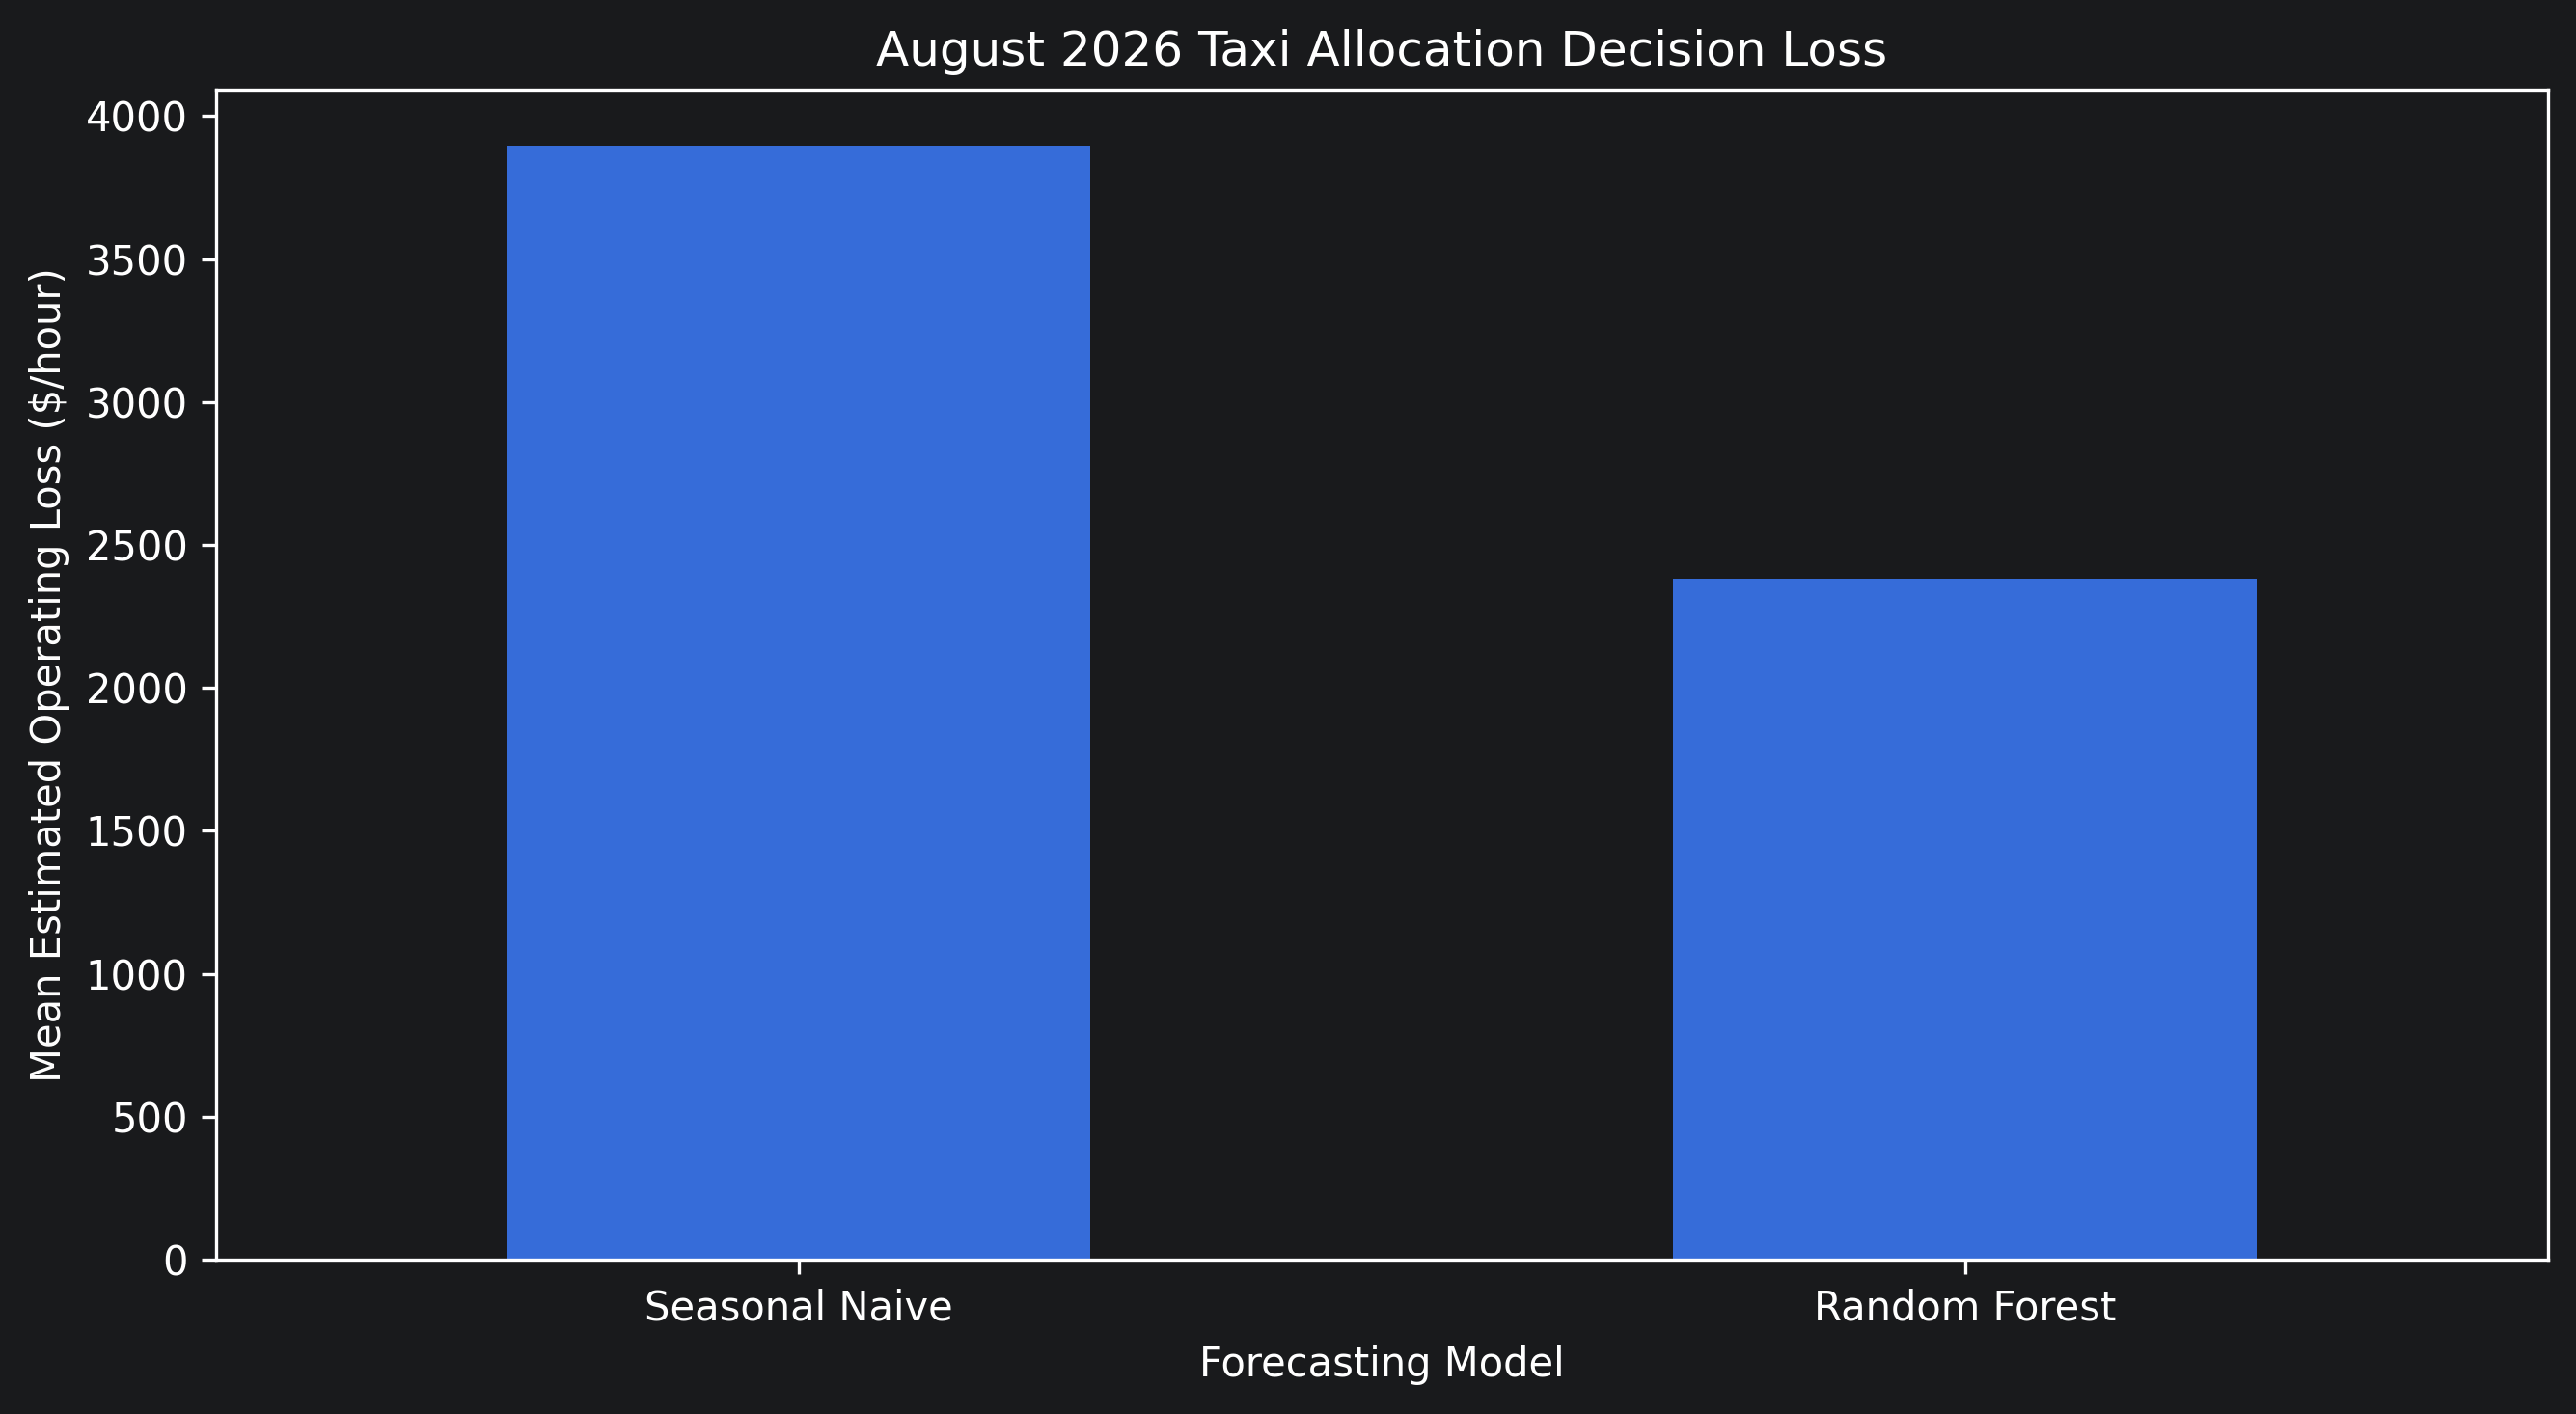 August 2026 Taxi Allocation Decision Loss
Mean Estimated Operating Loss ($/hour)
4000
3500
3000
2500
2000
1500
1000
500
0
Seasonal Naive
Random Forest
Forecasting Model